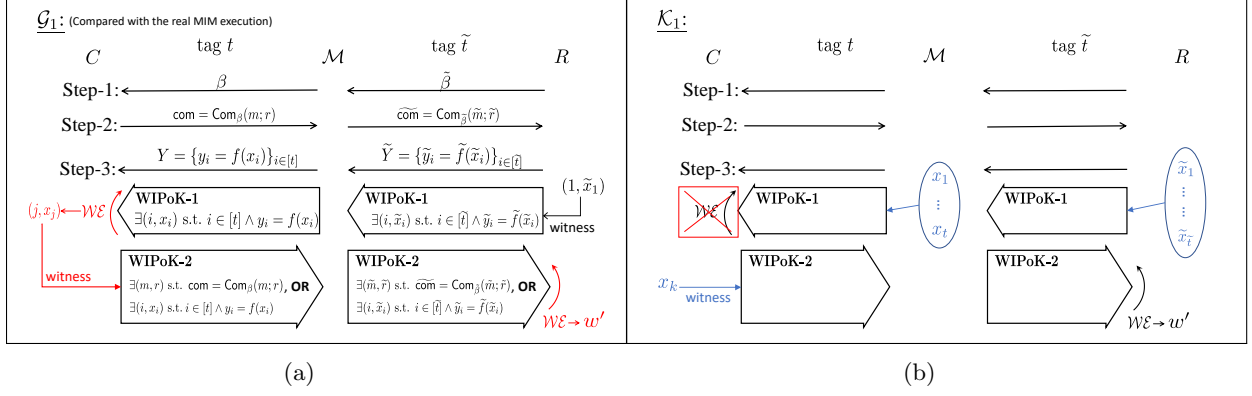 𝒢₁: (Compared with the real MIM execution)
tag t
tag t̃
C
ℳ
R
Step-1:
β
β̃
Step-2:
com = Com_β(m; r)
c̃om = Com_β̃(m̃; r̃)
Step-3:
Y = {y_i = f(x_i)}_{i∈[t]}
Ỹ = {ỹ_i = f̃(x̃_i)}_{i∈[t̃]}
(j, x_j)
𝒲ℰ
WIPoK-1
∃(i, x_i) s.t. i ∈ [t] ∧ y_i = f(x_i)
WIPoK-1
∃(i, x̃_i) s.t. i ∈ [t̃] ∧ ỹ_i = f̃(x̃_i)
(1, x̃_1)
witness
witness
WIPoK-2
∃(m, r) s.t. com = Com_β(m; r), OR
∃(i, x_i) s.t. i ∈ [t] ∧ y_i = f(x_i)
WIPoK-2
∃(m̃, r̃) s.t. c̃om = Com_β̃(m̃; r̃), OR
∃(i, x̃_i) s.t. i ∈ [t̃] ∧ ỹ_i = f̃(x̃_i)
𝒲ℰ → w′
(a)
𝒦₁:
tag t
tag t̃
C
ℳ
R
Step-1:
Step-2:
Step-3:
𝒲ℰ
WIPoK-1
x_1
⋮
x_t
WIPoK-1
x̃_1
⋮
⋮
x̃_t̃
x_k
witness
WIPoK-2
WIPoK-2
𝒲ℰ → w′
(b)